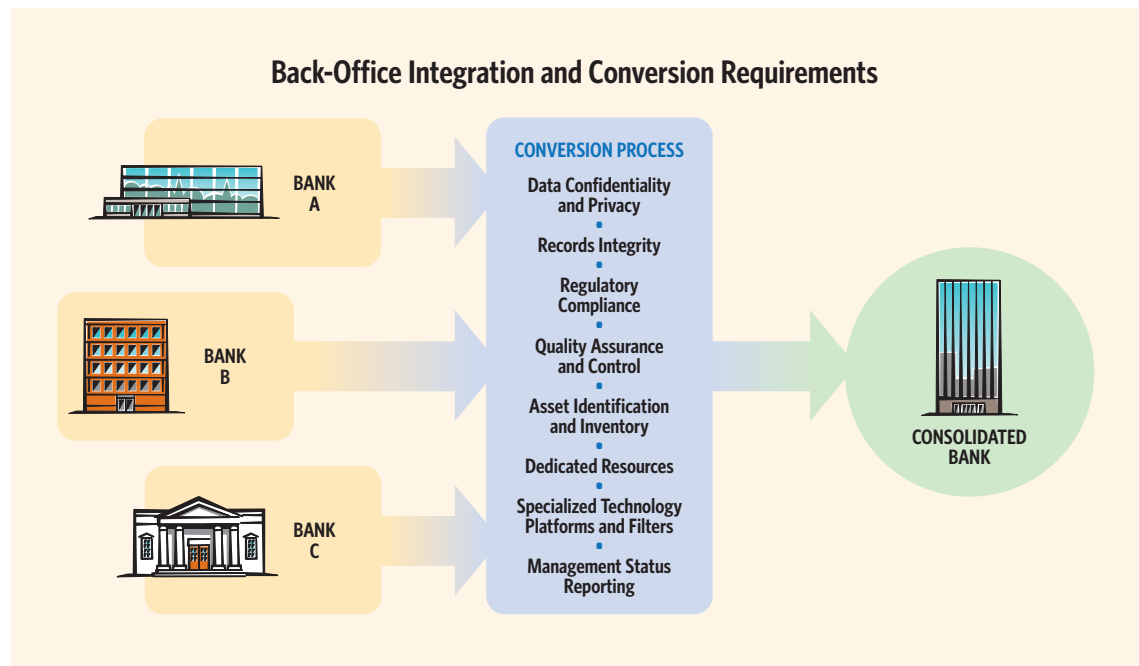 Back-Office Integration and Conversion Requirements
BANK
A
BANK
B
BANK
C
CONVERSION PROCESS
Data Confidentiality
and Privacy
Records Integrity
Regulatory
Compliance
Quality Assurance
and Control
Asset Identification
and Inventory
Dedicated Resources
Specialized Technology
Platforms and Filters
Management Status
Reporting
CONSOLIDATED
BANK